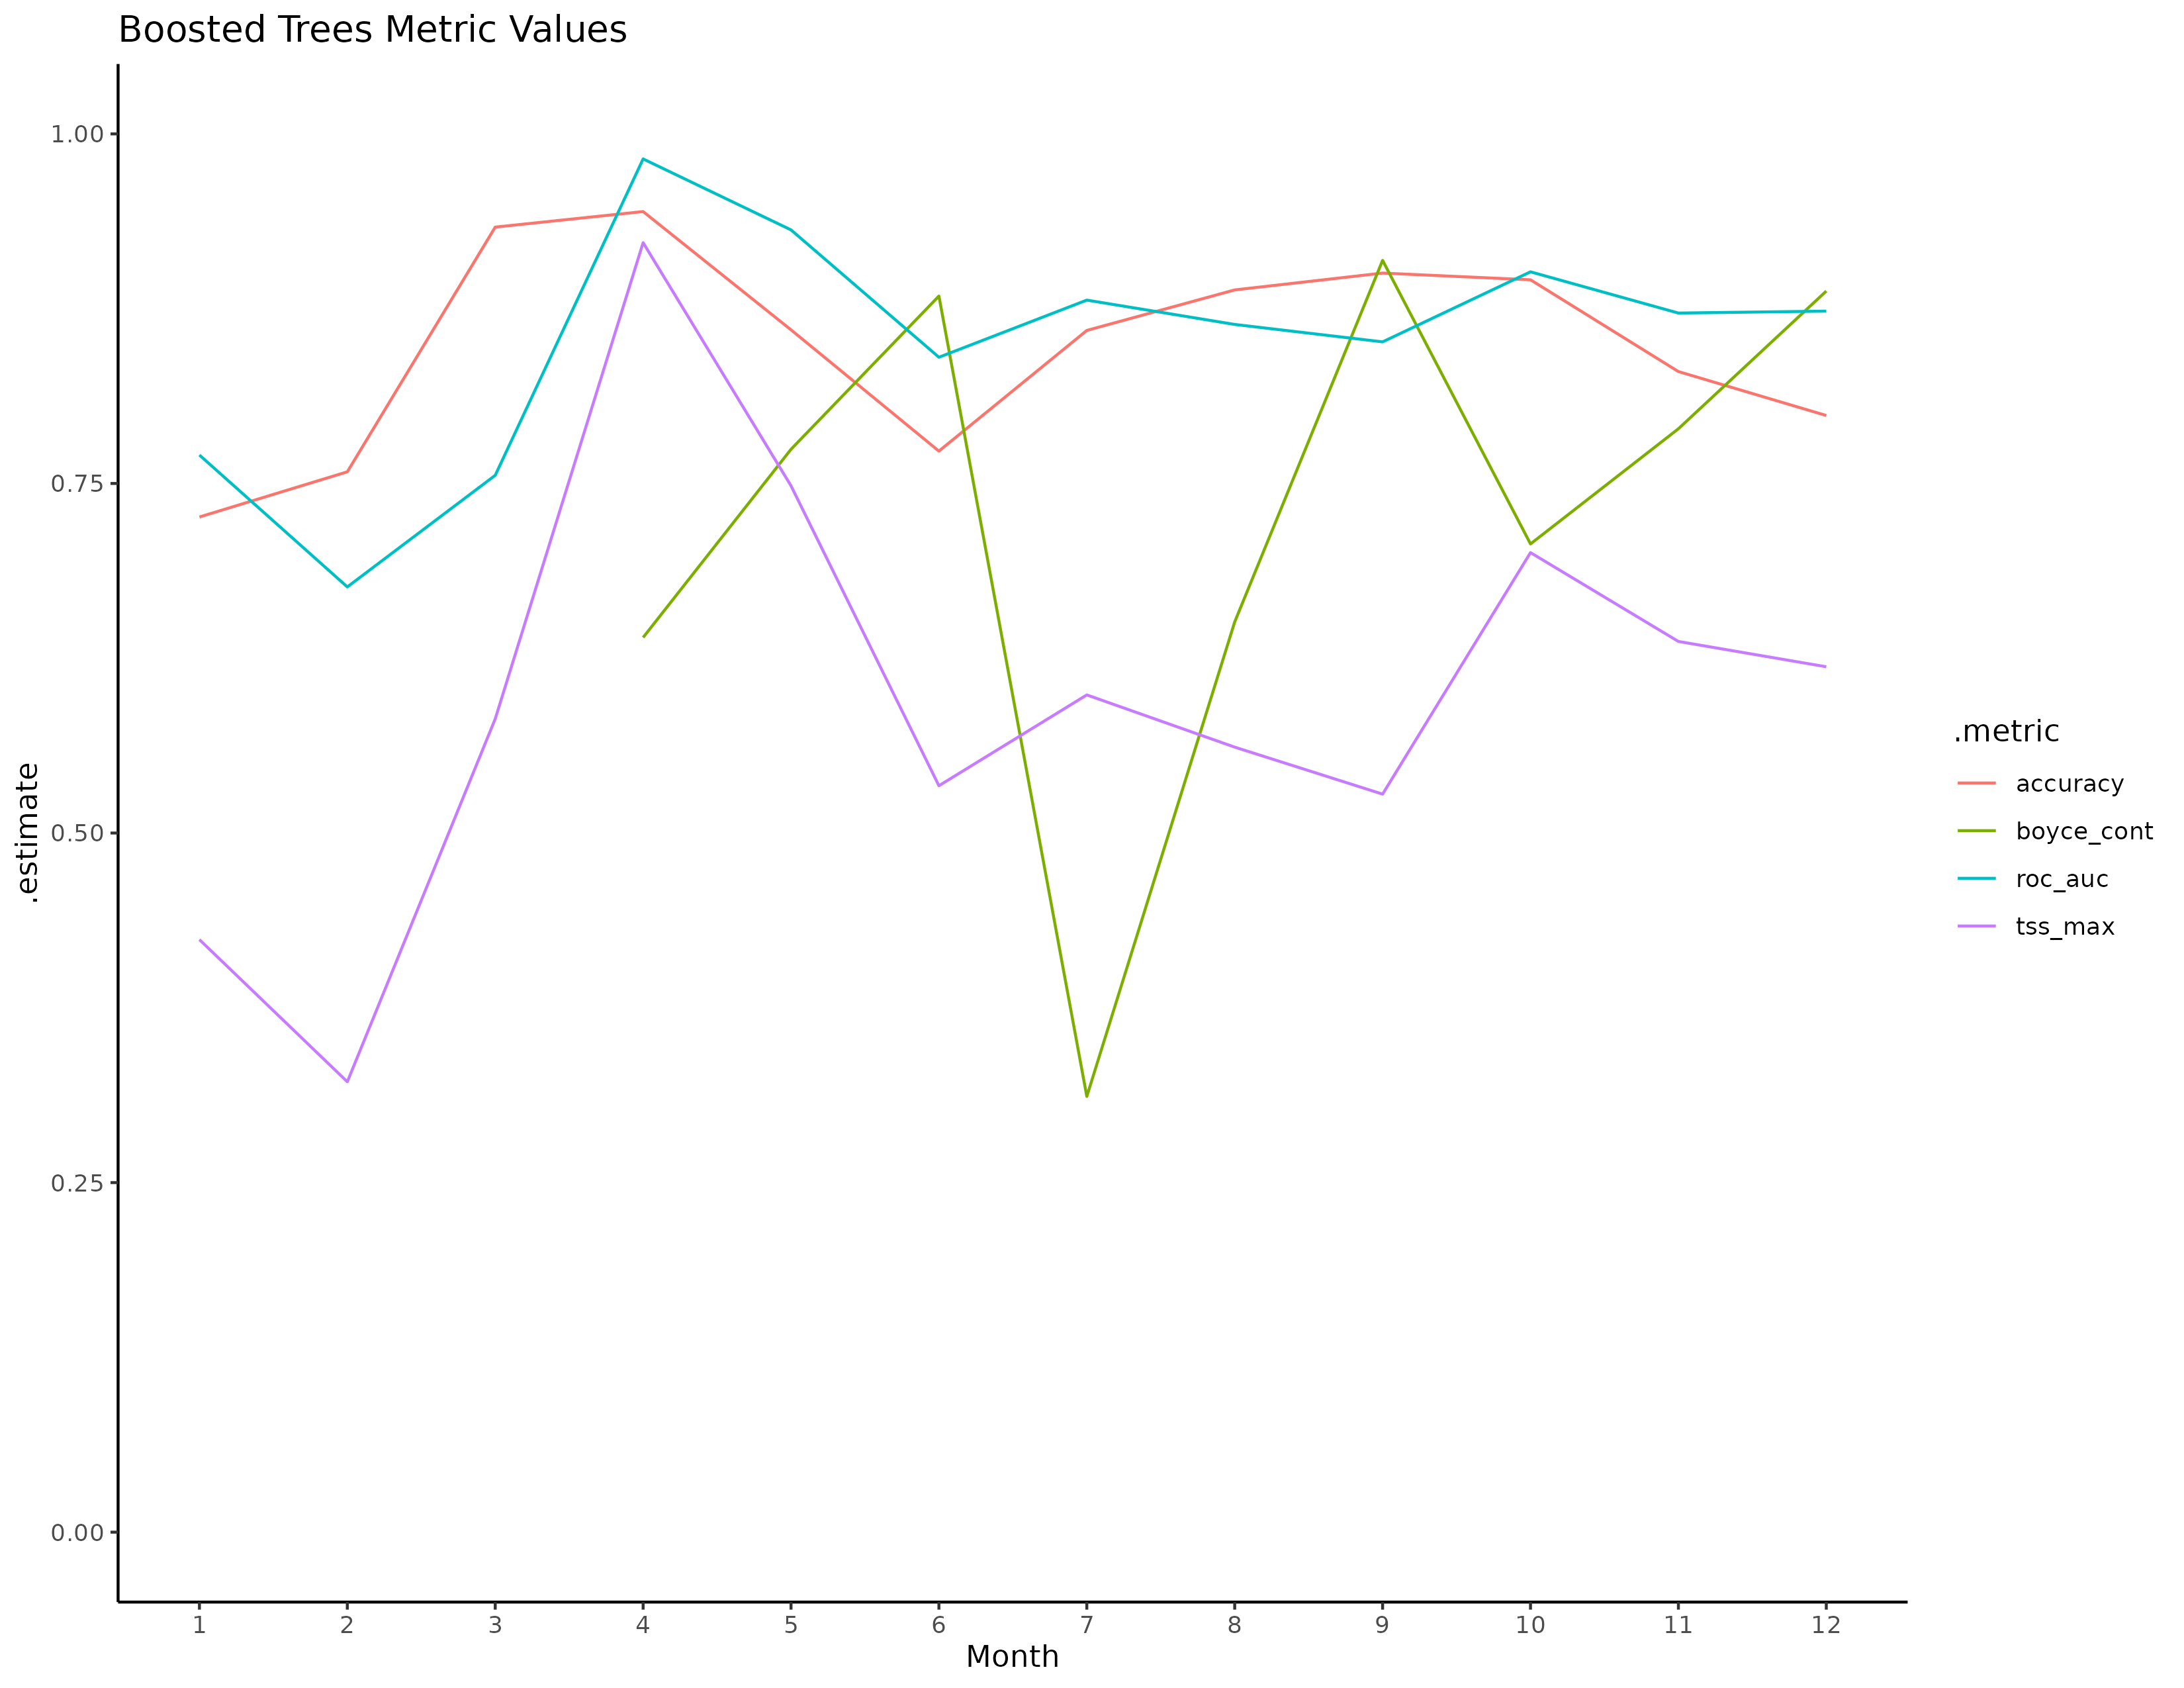 Boosted Trees Metric Values
1.00
0.75
0.50
0.25
0.00
.estimate
1 2 3 4 5 6 7 8 9 10 11 12
Month
.metric
accuracy
boyce_cont
roc_auc
tss_max